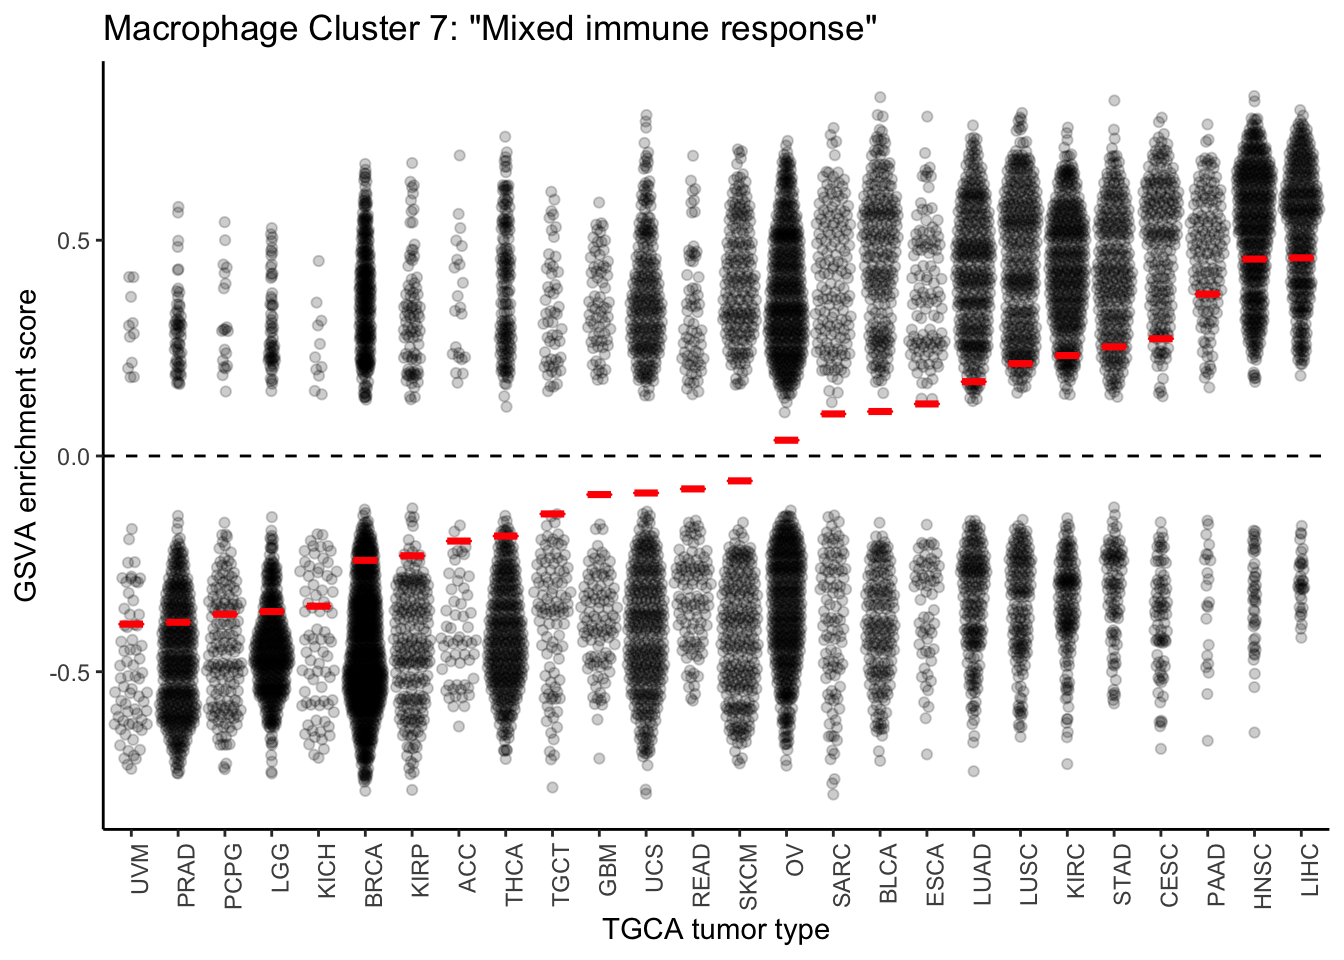 Macrophage Cluster 7: "Mixed immune response"
GSVA enrichment score
0.5
0.0
-0.5
UVM
PRAD
PCPG
LGG
KICH
BRCA
KIRP
ACC
THCA
TGCT
GBM
UCS
READ
SKCM
OV
SARC
BLCA
ESCA
LUAD
LUSC
KIRC
STAD
CESC
PAAD
HNSC
LIHC
TGCA tumor type